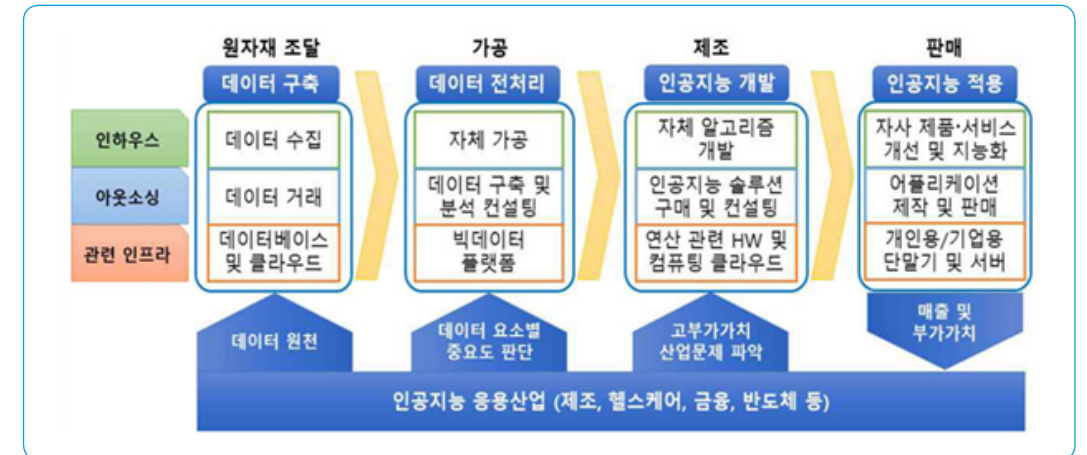 원자재 조달
가공
제조
판매
데이터 구축
데이터 전처리
인공지능 개발
인공지능 적용
인하우스
데이터 수집
자체 가공
자체 알고리즘
개발
자사 제품·서비스
개선 및 지능화
아웃소싱
데이터 거래
데이터 구축 및
분석 컨설팅
인공지능 솔루션
구매 및 컨설팅
어플리케이션
제작 및 판매
관련 인프라
데이터베이스
및 클라우드
빅데이터
플랫폼
연산 관련 HW 및
컴퓨팅 클라우드
개인용/기업용
단말기 및 서버
데이터 원천
데이터 요소별
중요도 판단
고부가가치
산업문제 파악
매출 및
부가가치
인공지능 응용산업 (제조, 헬스케어, 금융, 반도체 등)